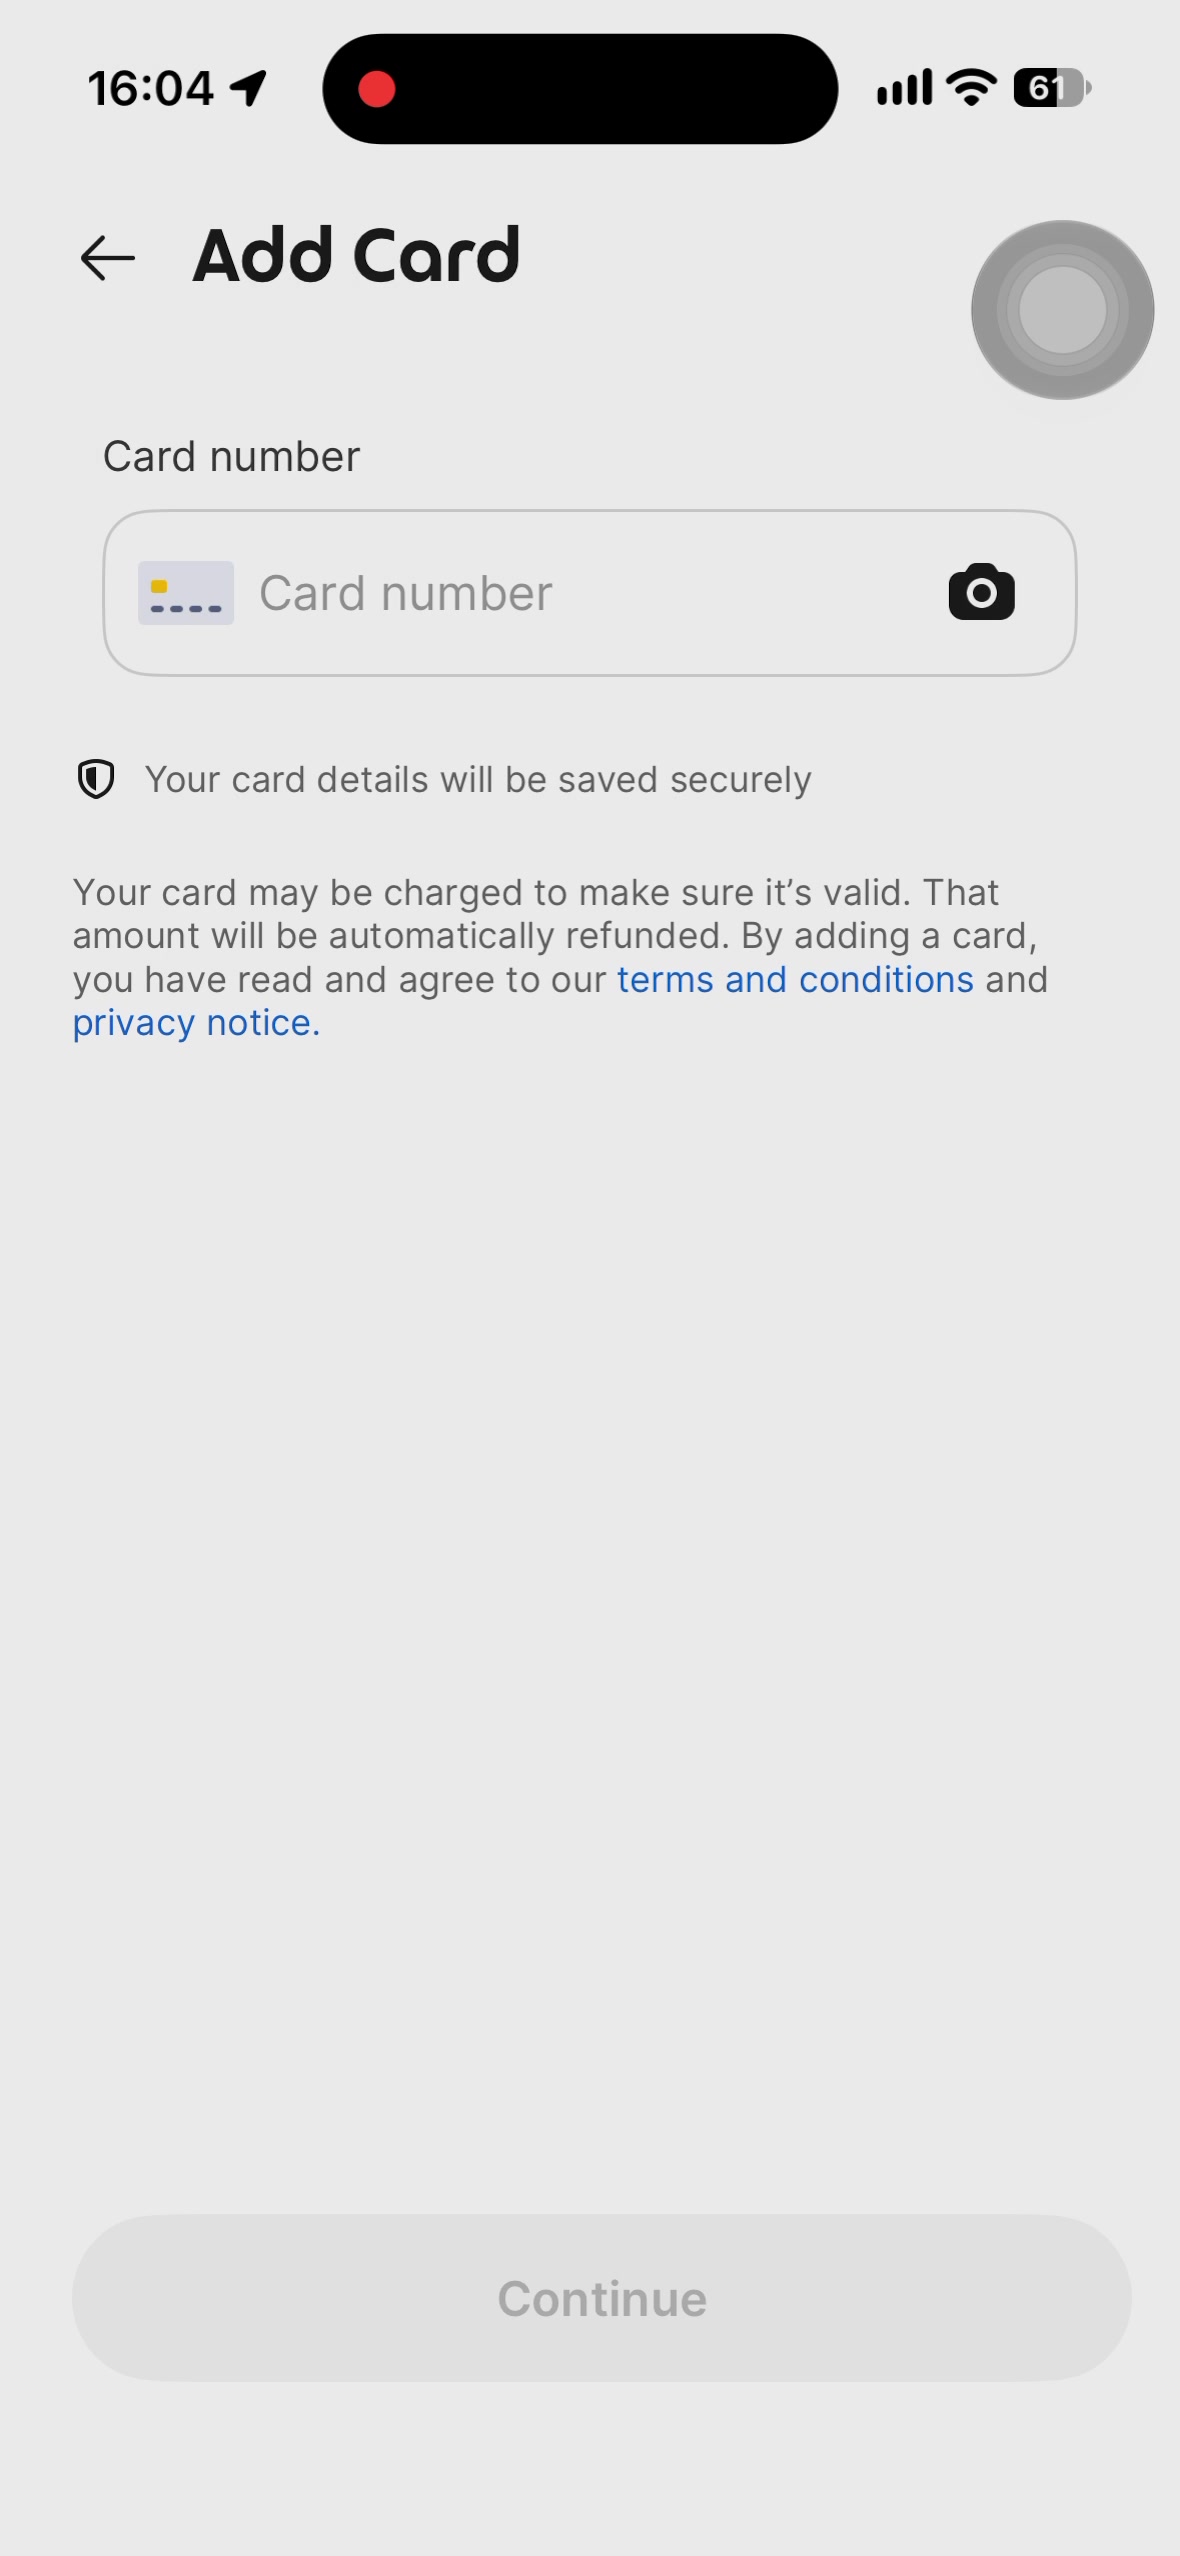 16:04
61
Add Card
Card number
Card number
Your card details will be saved securely
Your card may be charged to make sure it’s valid. That
amount will be automatically refunded. By adding a card,
you have read and agree to our terms and conditions and
privacy notice.
Continue